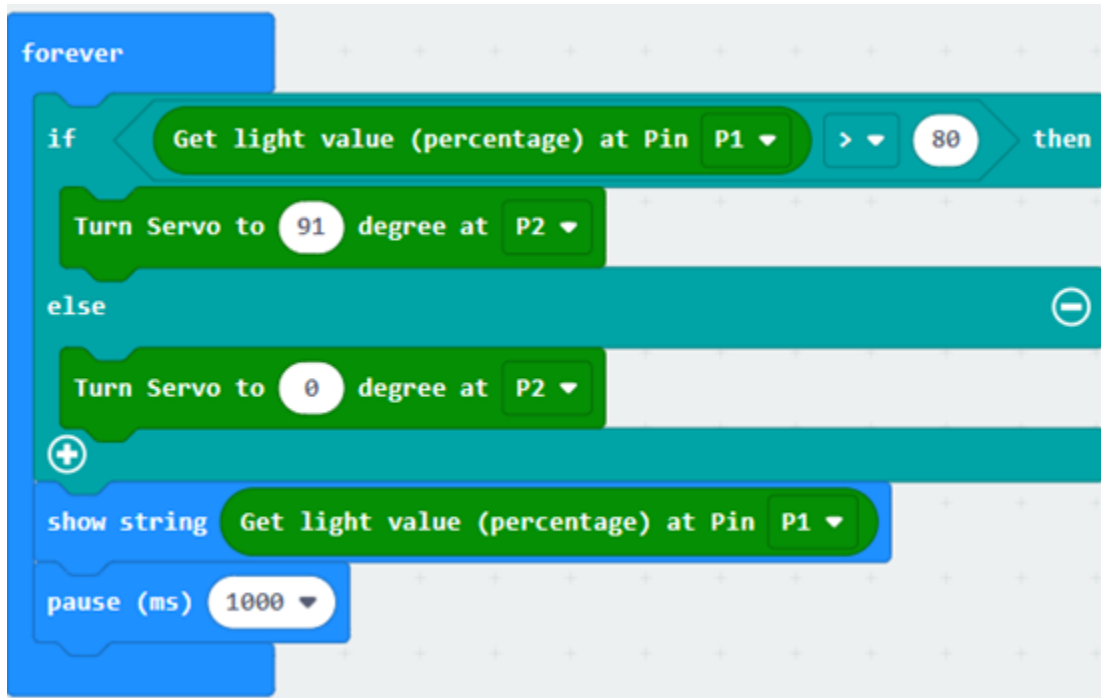 forever
if Get light value (percentage) at Pin P1 > 80 then
Turn Servo to 91 degree at P2
else
Turn Servo to 0 degree at P2
show string Get light value (percentage) at Pin P1
pause (ms) 1000